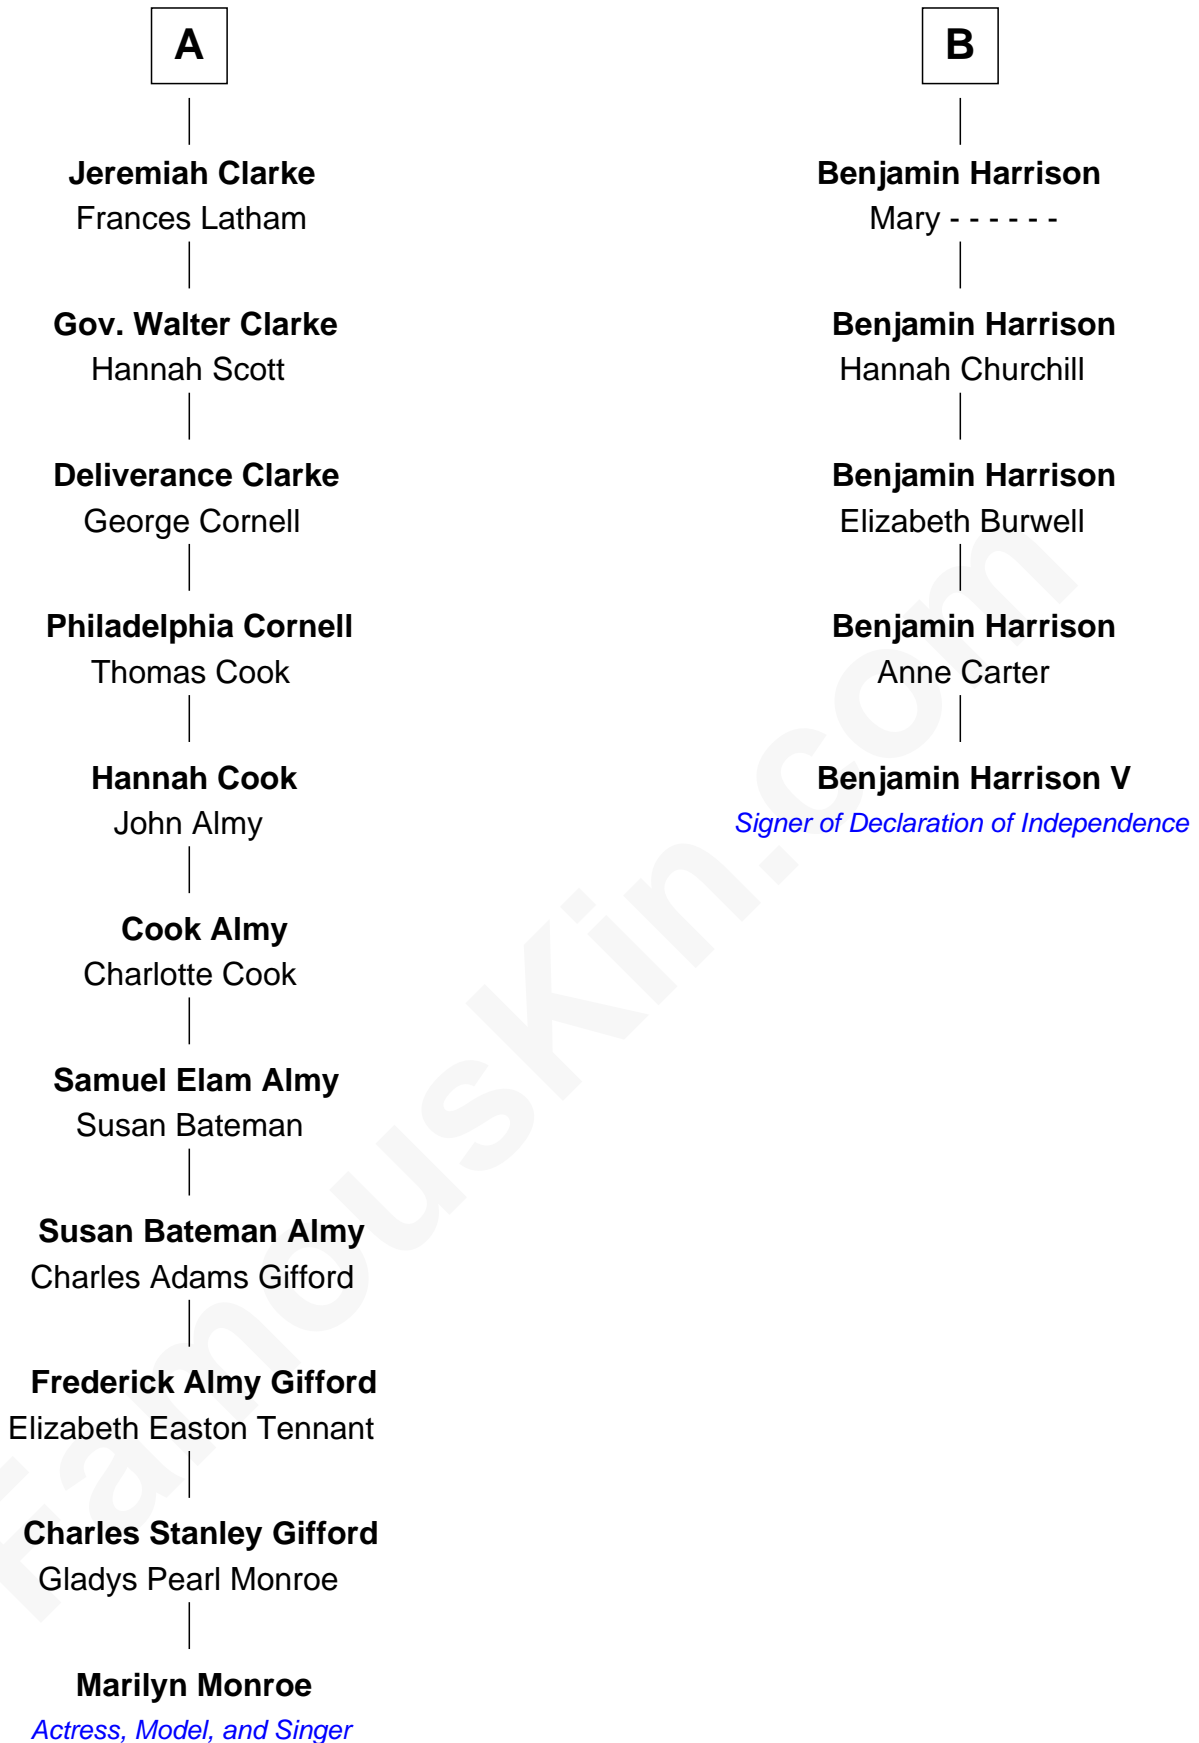 A
Jeremiah Clarke
Frances Latham
Gov. Walter Clarke
Hannah Scott
Deliverance Clarke
George Cornell
Philadelphia Cornell
Thomas Cook
Hannah Cook
John Almy
Cook Almy
Charlotte Cook
Samuel Elam Almy
Susan Bateman
Susan Bateman Almy
Charles Adams Gifford
Frederick Almy Gifford
Elizabeth Easton Tennant
Charles Stanley Gifford
Gladys Pearl Monroe
Marilyn Monroe
Actress, Model, and Singer
B
Benjamin Harrison
Mary - - - - - -
Benjamin Harrison
Hannah Churchill
Benjamin Harrison
Elizabeth Burwell
Benjamin Harrison
Anne Carter
Benjamin Harrison V
Signer of Declaration of Independence
FamousKin.com